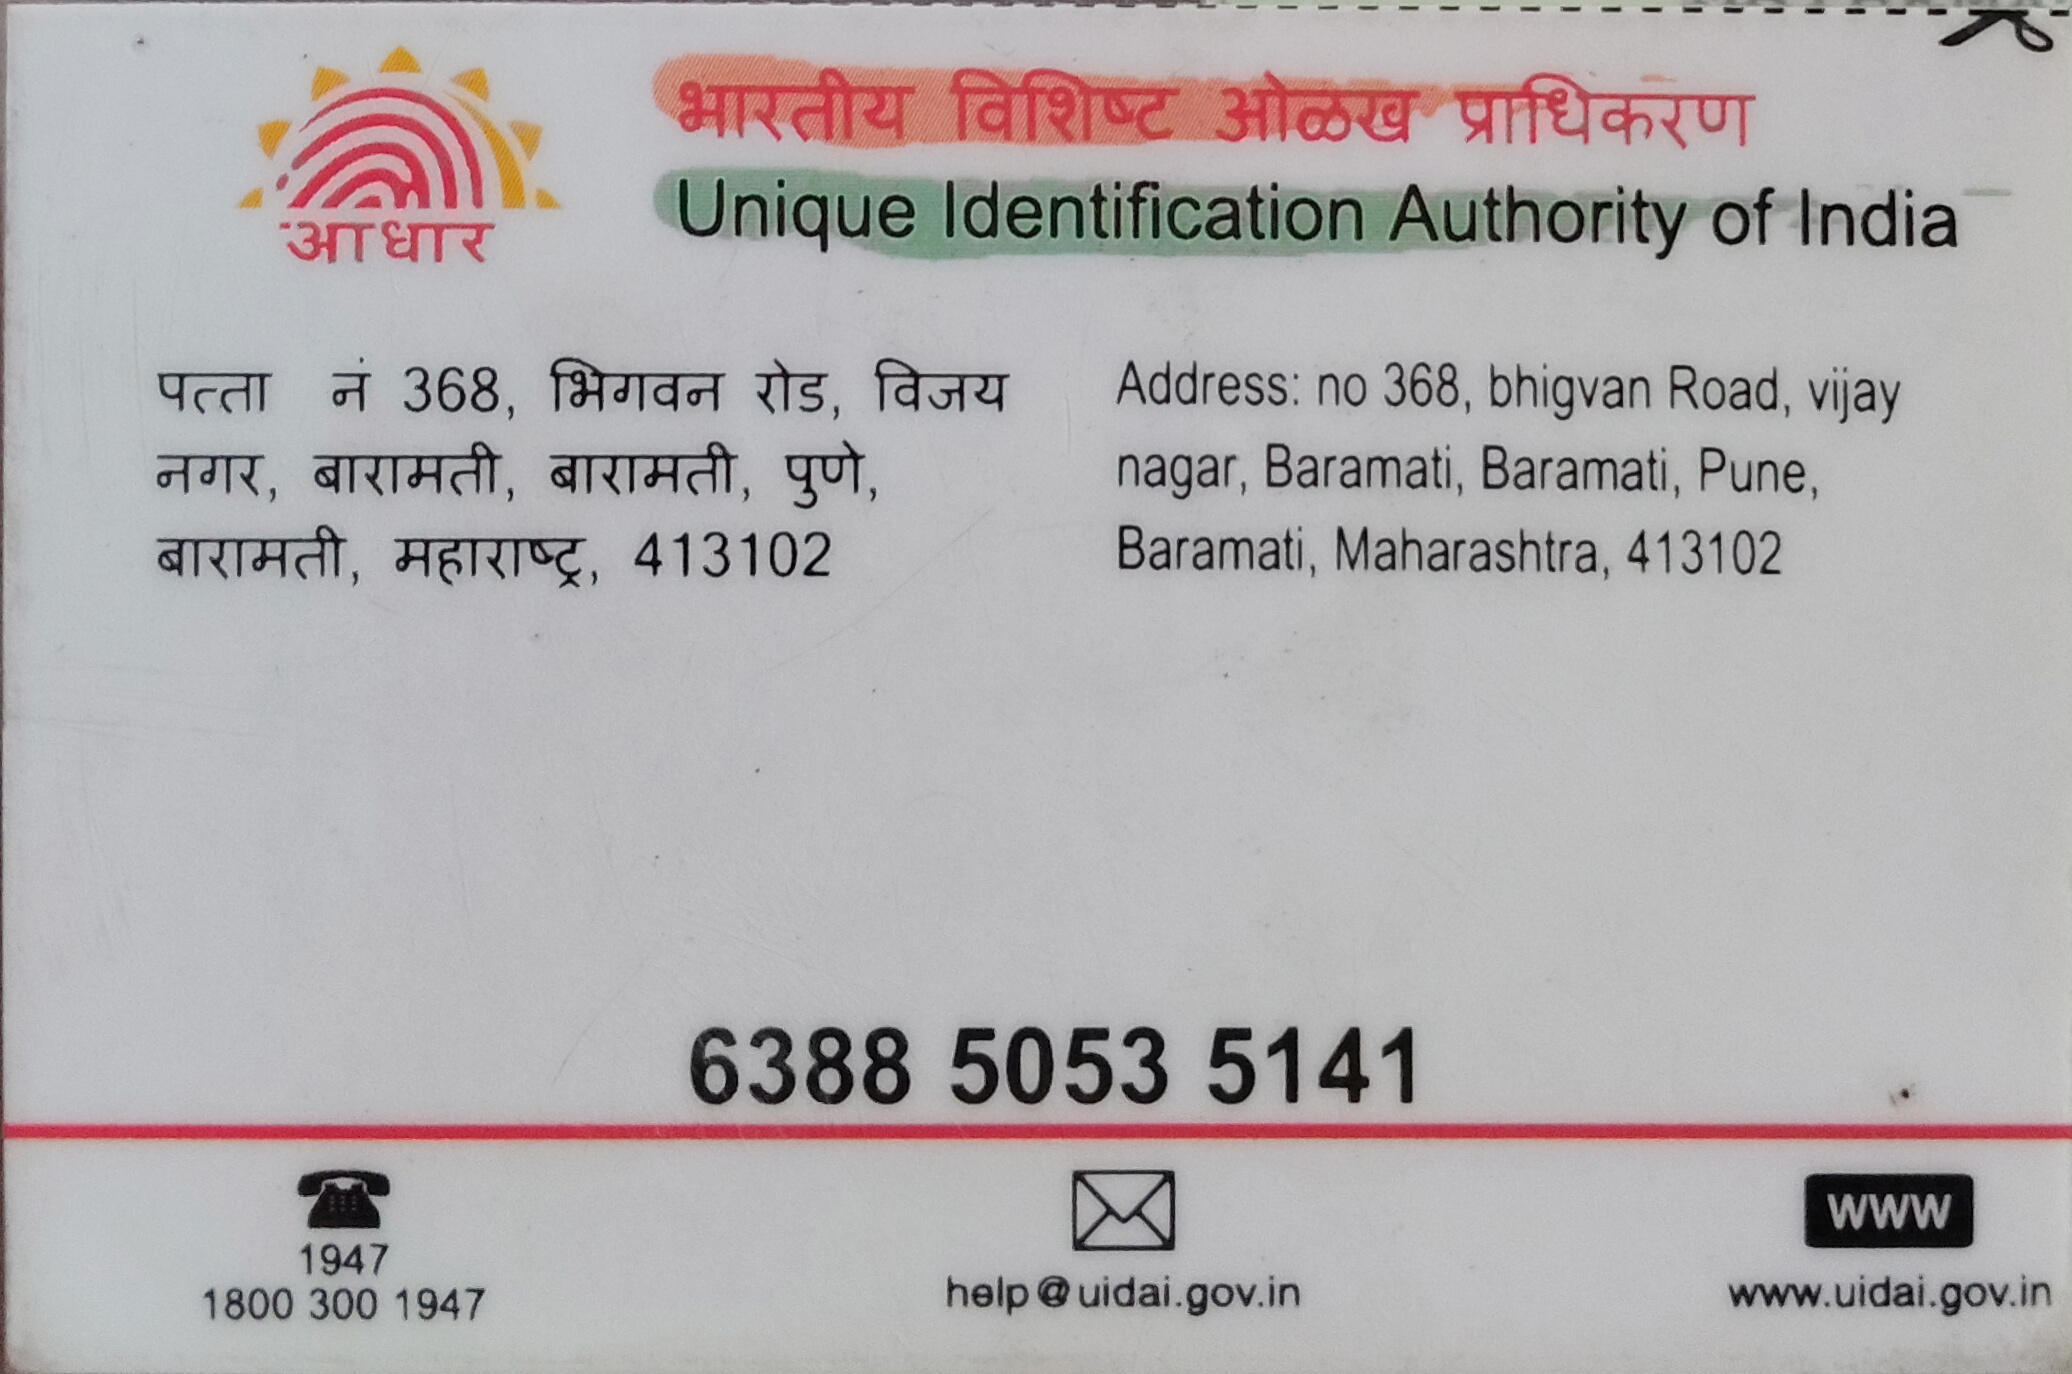 आधार
भारतीय विशिष्ट ओळख प्राधिकरण
Unique Identification Authority of India
पत्ता नं 368, भिगवन रोड, विजय
नगर, बारामती, बारामती, पुणे,
बारामती, महाराष्ट्र, 413102
Address: no 368, bhigvan Road, vijay
nagar, Baramati, Baramati, Pune,
Baramati, Maharashtra, 413102
6388 5053 5141
1947
1800 300 1947
help@uidai.gov.in
WWW
www.uidai.gov.in